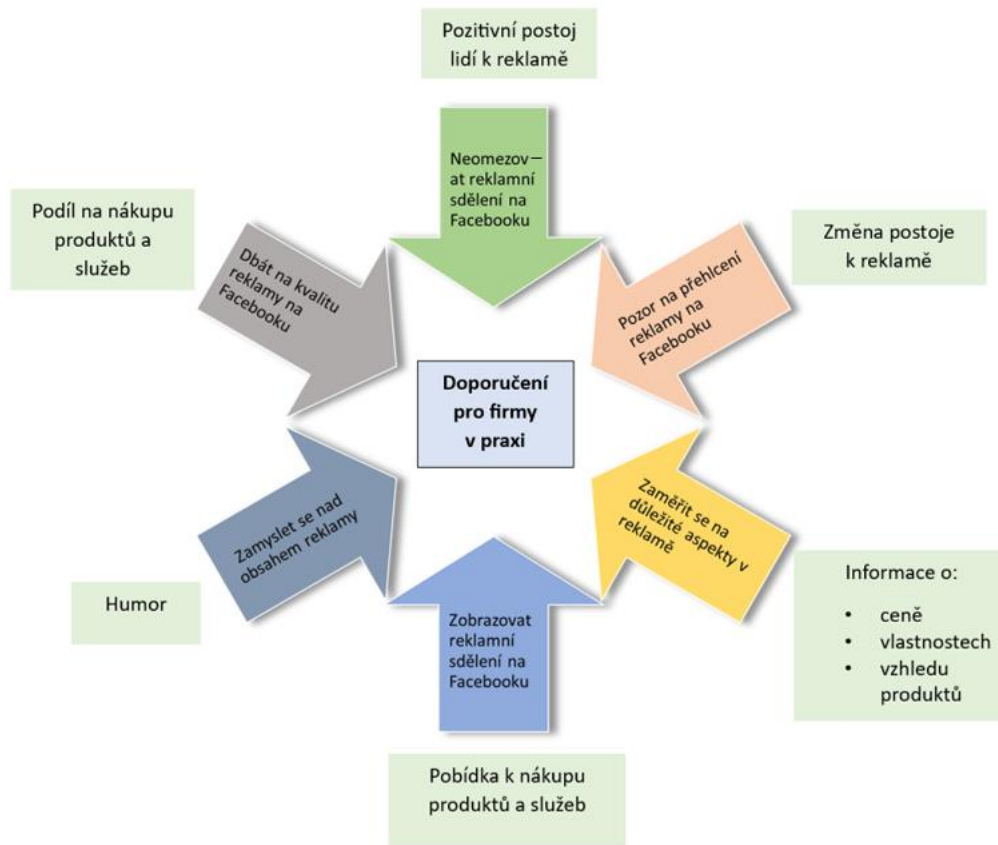 Pozitivní postoj
lidí k reklamě
Neomezov–
at reklamní
sdělení na
Facebooku
Podíl na nákupu
produktů a
služeb
Dbát na kvalitu
reklamy na
Facebooku
Změna postoje
k reklamě
Pozor na přehlcení
reklamy na
Facebooku
Doporučení
pro firmy
v praxi
Zamyslet se nad
obsahem reklamy
Humor
Zaměřit se na
důležité aspekty v
reklamě
Informace o:
• ceně
• vlastnostech
• vzhledu
produktů
Zobrazovat
reklamní
sdělení na
Facebooku
Pobídka k nákupu
produktů a služeb